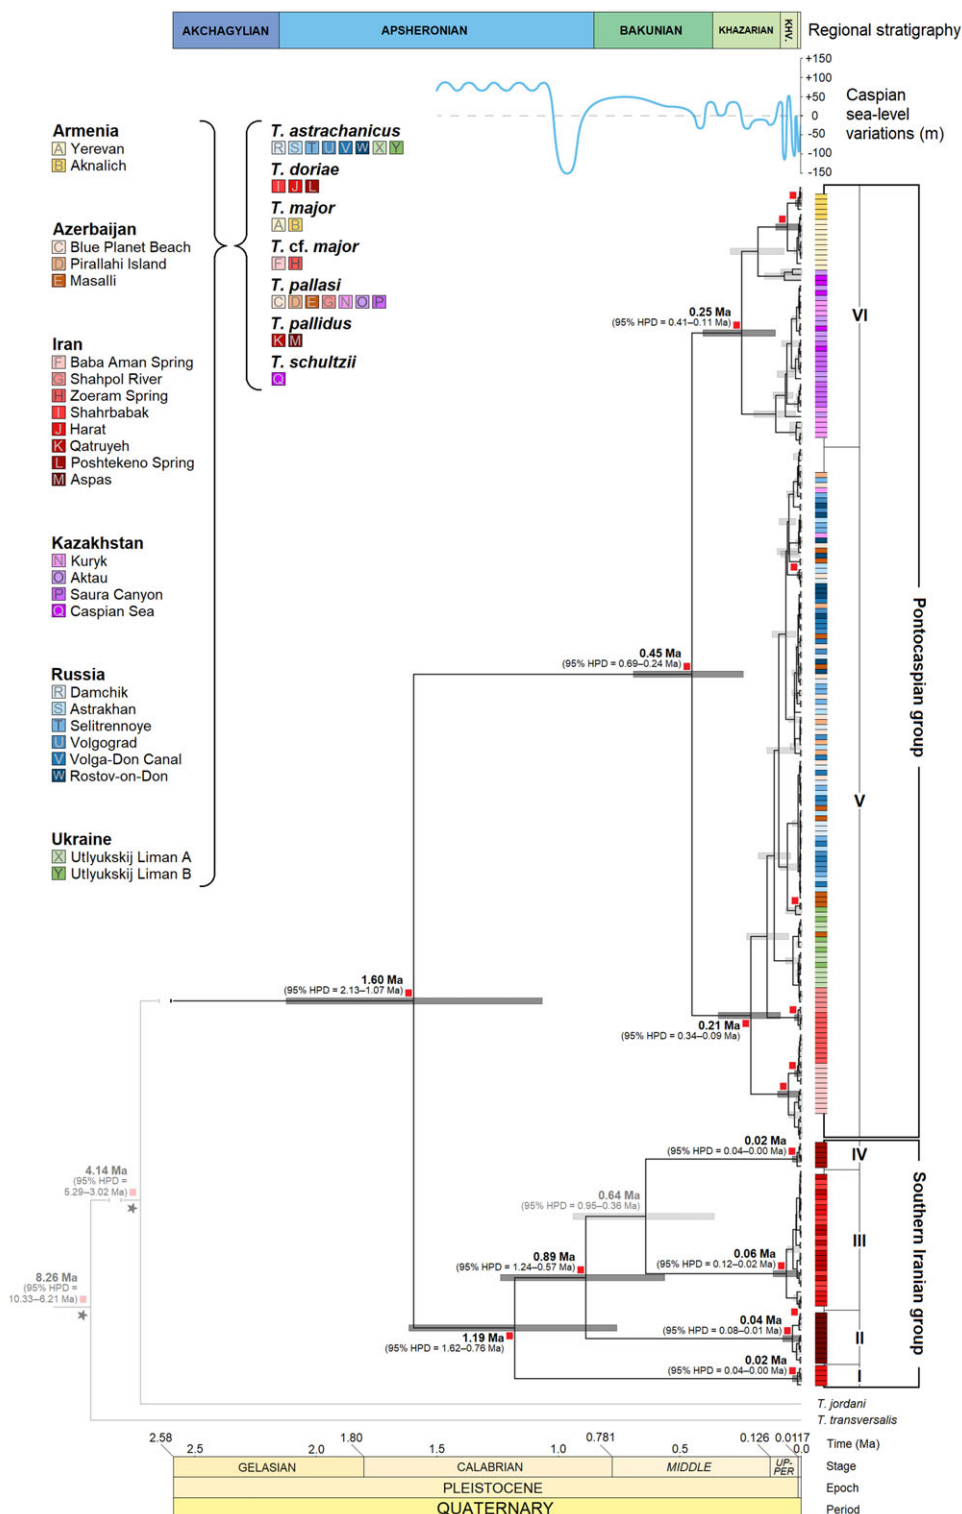 AKCHAGYLIAN
APSHERONIAN
BAKUNIAN
KHAZARIAN
KHV.
Regional stratigraphy
+150
+100
+50
0
-50
-100
-150
Caspian
sea-level
variations (m)
Armenia
A Yerevan
B Aknalich
Azerbaijan
C Blue Planet Beach
D Pirallahi Island
E Masalli
Iran
F Baba Aman Spring
G Shahpol River
H Zoeram Spring
I Shahrbabak
J Harat
K Qatruyeh
L Poshtekeno Spring
M Aspas
Kazakhstan
N Kuryk
O Aktau
P Saura Canyon
Q Caspian Sea
Russia
R Damchik
S Astrakhan
T Selitrennoye
U Volgograd
V Volga-Don Canal
W Rostov-on-Don
Ukraine
X Utlyukskij Liman A
Y Utlyukskij Liman B
T. astrachanicus
R S T U V W X Y
T. doriae
I J L
T. major
A B
T. cf. major
F H
T. pallasi
C D E G N O P
T. pallidus
K M
T. schultzii
Q
0.25 Ma
(95% HPD = 0.41–0.11 Ma)
VI
0.45 Ma
(95% HPD = 0.69–0.24 Ma)
Pontocaspian group
V
1.60 Ma
(95% HPD = 2.13–1.07 Ma)
0.21 Ma
(95% HPD = 0.34–0.09 Ma)
0.02 Ma
(95% HPD = 0.04–0.00 Ma)
IV
4.14 Ma
(95% HPD =
5.29–3.02 Ma)
0.64 Ma
(95% HPD = 0.95–0.36 Ma)
Southern Iranian group
III
0.89 Ma
(95% HPD = 1.24–0.57 Ma)
0.06 Ma
(95% HPD = 0.12–0.02 Ma)
8.26 Ma
(95% HPD =
10.33–6.21 Ma)
0.04 Ma
(95% HPD = 0.08–0.01 Ma)
II
1.19 Ma
(95% HPD = 1.62–0.76 Ma)
0.02 Ma
(95% HPD = 0.04–0.00 Ma)
I
T. jordani
T. transversalis
2.58
1.80
0.781
0.126
0.0117
2.5
2.0
1.5
1.0
0.5
0.0
Time (Ma)
GELASIAN
CALABRIAN
MIDDLE
UP-
PER
Stage
PLEISTOCENE
Epoch
QUATERNARY
Period